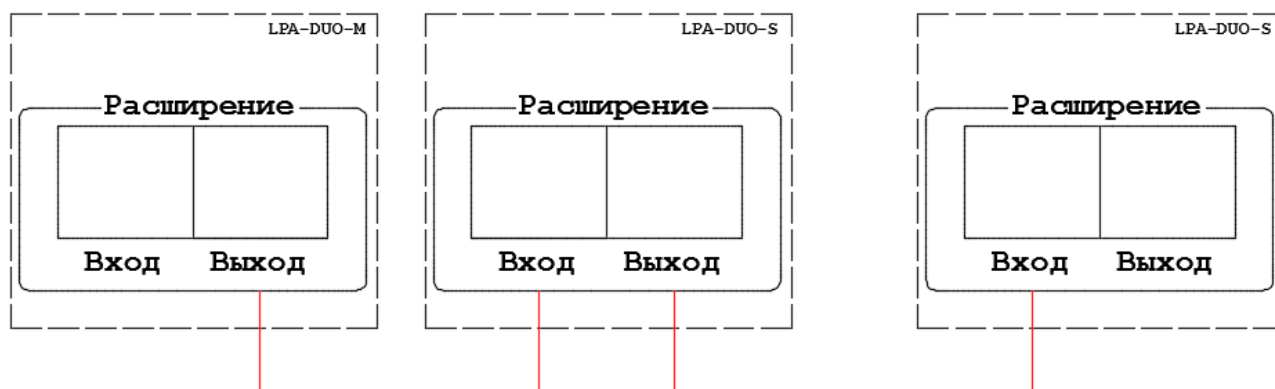 LPA-DUO-M LPA-DUO-S LPA-DUO-S
Расширение Расширение Расширение
Вход Выход Вход Выход Вход Выход